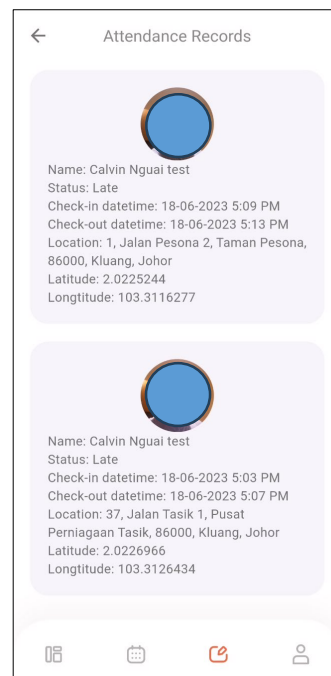 Attendance Records
Name: Calvin Nguai test
Status: Late
Check-in datetime: 18-06-2023 5:09 PM
Check-out datetime: 18-06-2023 5:13 PM
Location: 1, Jalan Pesona 2, Taman Pesona,
86000, Kluang, Johor
Latitude: 2.0225244
Longtitude: 103.3116277
Name: Calvin Nguai test
Status: Late
Check-in datetime: 18-06-2023 5:03 PM
Check-out datetime: 18-06-2023 5:07 PM
Location: 37, Jalan Tasik 1, Pusat
Perniagaan Tasik, 86000, Kluang, Johor
Latitude: 2.0226966
Longtitude: 103.3126434